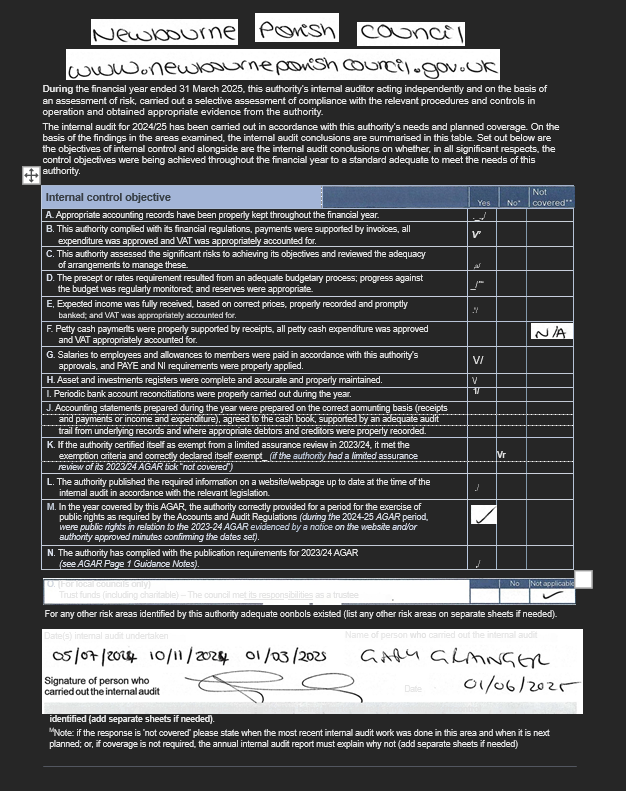 Newbourne Parish Council
www.newbourneparishcouncil.gov.uk
During the financial year ended 31 March 2025, this authority's internal auditor acting independently and on the basis of
an assessment of risk, carried out a selective assessment of compliance with the relevant procedures and controls in
operation and obtained appropriate evidence from the authority.
The internal audit for 2024/25 has been carried out in accordance with this authority's needs and planned coverage. On the
basis of the findings in the areas examined, the internal audit conclusions are summarised in this table. Set out below are
the objectives of internal control and alongside are the internal audit conclusions on whether, in all significant respects, the
control objectives were being achieved throughout the financial year to a standard adequate to meet the needs of this
authority.
Internal control objective Yes No* Not
covered**
A. Appropriate accounting records have been properly kept throughout the financial year.
B. This authority complied with its financial regulations, payments were supported by invoices, all
expenditure was approved and VAT was appropriately accounted for.
C. This authority assessed the significant risks to achieving its objectives and reviewed the adequacy
of arrangements to manage these.
D. The precept or rates requirement resulted from an adequate budgetary process; progress against
the budget was regularly monitored; and reserves were appropriate.
E, Expected income was fully received, based on correct prices, properly recorded and promptly
banked; and VAT was appropriately accounted for.
F. Petty cash payments were properly supported by receipts, all petty cash expenditure was approved
and VAT appropriately accounted for. N/A
G. Salaries to employees and allowances to members were paid in accordance with this authority's
approvals, and PAYE and NI requirements were properly applied. V/
H. Asset and investments registers were complete and accurate and properly maintained. V
I. Periodic bank account reconcitiations were properly carried out during the year.
J. Accounting statements prepared during the year were prepared on the correct aomunting basis (receipts
and payments or income and expenditure), agreed to the cash book, supported by an adequate audit
trail from underlying records and where appropriate debtors and creditors were properly recorded.
K. If the authority certified itself as exempt from a limited assurance review in 2023/24, it met the
exemption criteria and correctly declared itself exempt_ (if the authority had a limited assurance Vr
review of its 2023/24 AGAR tick "not covered")
L. The authority published the required information on a website/webpage up to date at the time of the
internal audit in accordance with the relevant legislation.
M. In the year covered by this AGAR, the authority correctly provided for a period for the exercise of
public rights as required by the Accounts and Audit Regulations (during the 2024-25 AGAR period,
were public rights in relation to the 2023-24 AGAR evidenced by a notice on the website and/or
authority approved minutes confirming the dates set).
N. The authority has complied with the publication requirements for 2023/24 AGAR
(see AGAR Page 1 Guidance Notes).
O. (For local councils only) No Not applicable
Trust funds (including charitable) – The council met its responsibilities as a trustee
For any other risk areas identified by this authority adequate oonbols existed (list any other risk areas on separate sheets if needed).
Date(s) internal audit undertaken Name of person who carried out the internal audit
05/07/2024 10/11/2024 01/03/2025 GARY GRANGER
Signature of person who
carried out the internal audit Date 01/06/2025
identified (add separate sheets if needed).
Note: if the response is 'not covered' please state when the most recent internal audit work was done in this area and when it is next
planned; or, if coverage is not required, the annual internal audit report must explain why not (add separate sheets if needed)